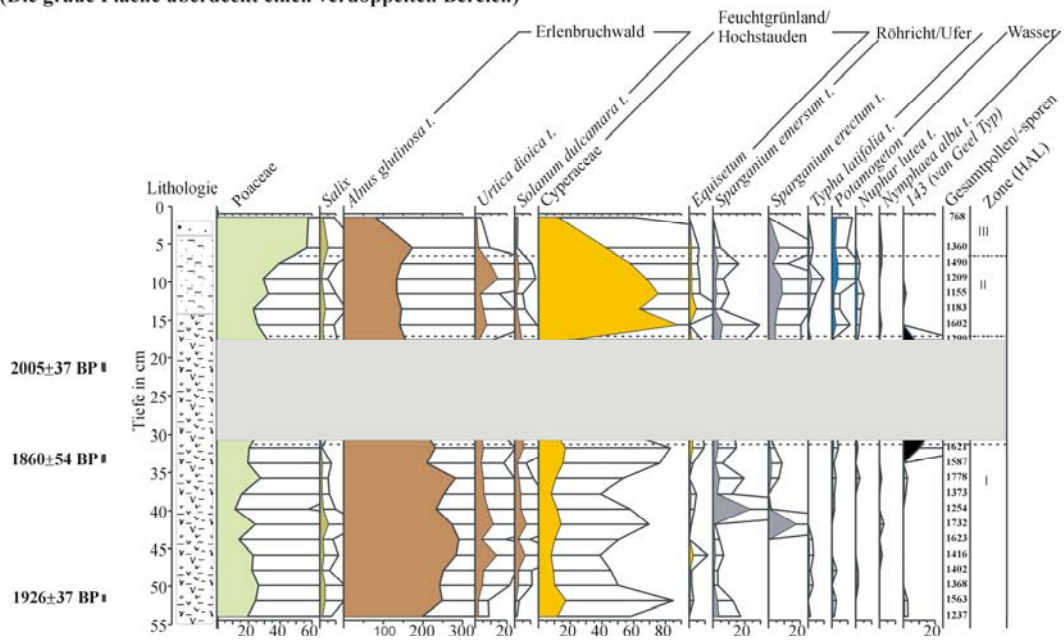 (Die graue Fläche überdeckt einen verdoppelten Bereich)
Erlenbruchwald
Feuchtgrünland/
Hochstauden
Röhricht/Ufer
Wasser
Lithologie
Poaceae
Salix
Alnus glutinosa t.
Urtica dioica t.
Solanum dulcamara t.
Cyperaceae
Equisetum
Sparganium emersum t.
Sparganium erectum t.
Typha latifolia t.
Potamogeton
Nuphar lutea t.
Nymphaea alba t.
143 (van Geel Typ)
Gesamtpollen/-sporen
Zone (HAL)
Tiefe in cm
0
5
10
15
20
25
30
35
40
45
50
55
2005±37 BP
1860±54 BP
1926±37 BP
768
1360
1490
1209
1155
1183
1602
1299
1621
1587
1778
1373
1254
1732
1623
1416
1402
1368
1563
1237
III
II
I
20 40 60
100 200 300
20 40 60 80
20
20
20